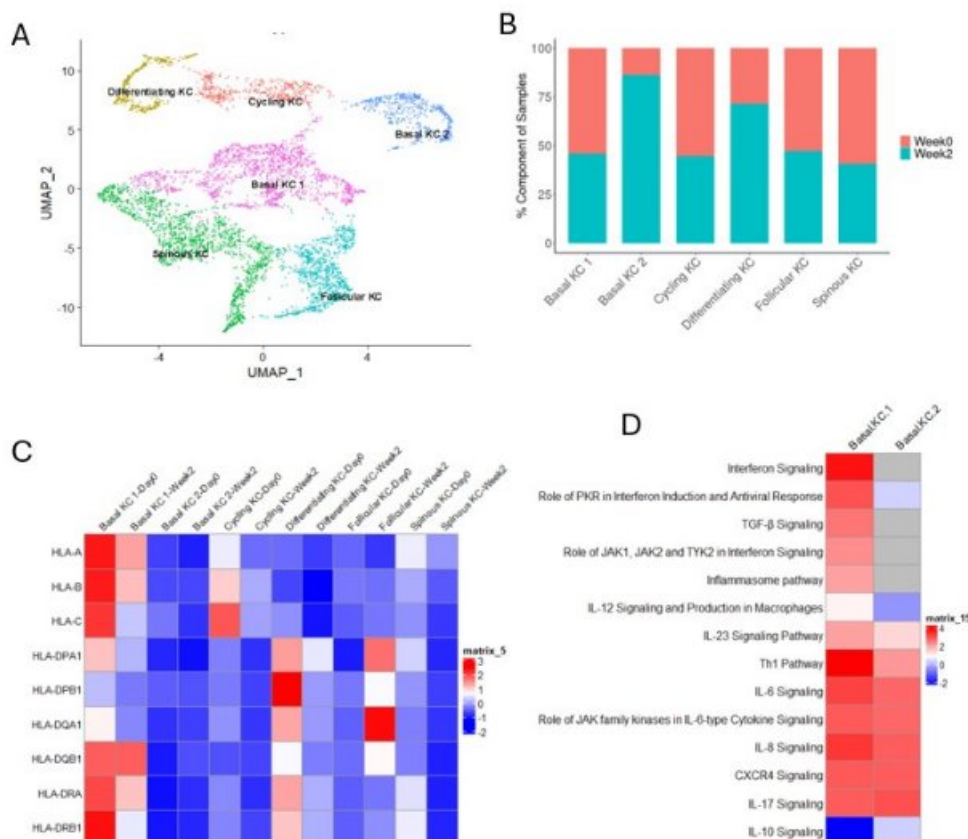 A
Differentiating KC
Cycling KC
Basal KC 2
Basal KC 1
Spinous KC
Follicular KC
10
5
0
-5
-10
UMAP_2
-4
0
4
UMAP_1
B
100
75
50
25
0
% Component of Samples
Basal KC 1
Basal KC 2
Cycling KC
Differentiating KC
Follicular KC
Spinous KC
Week0
Week2
C
Basal KC 1-Day0
Basal KC 1-Week2
Basal KC 2-Day0
Basal KC 2-Week2
Cycling KC-Day0
Cycling KC-Week2
Differentiating KC-Day0
Differentiating KC-Week2
Follicular KC-Day0
Follicular KC-Week2
Spinous KC-Day0
Spinous KC-Week2
HLA-A
HLA-B
HLA-C
HLA-DPA1
HLA-DPB1
HLA-DQA1
HLA-DQB1
HLA-DRA
HLA-DRB1
matrix_5
3
2
1
0
-1
-2
D
Basal.KC.1
Basal.KC.2
Interferon Signaling
Role of PKR in Interferon Induction and Antiviral Response
TGF-β Signaling
Role of JAK1, JAK2 and TYK2 in Interferon Signaling
Inflammasome pathway
IL-12 Signaling and Production in Macrophages
IL-23 Signaling Pathway
Th1 Pathway
IL-6 Signaling
Role of JAK family kinases in IL-6-type Cytokine Signaling
IL-8 Signaling
CXCR4 Signaling
IL-17 Signaling
IL-10 Signaling
matrix_15
4
2
0
-2